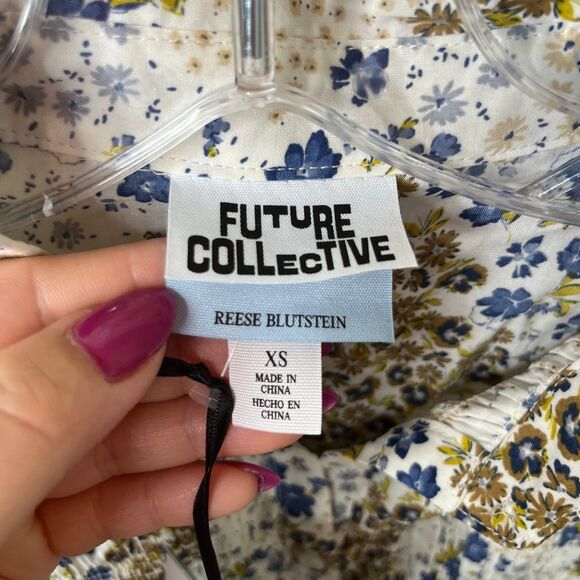 FUTURE
COLLECTIVE
REESE BLUTSTEIN
XS
MADE IN
CHINA
HECHO EN
CHINA